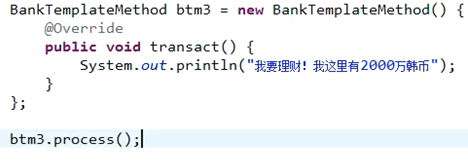 BankTemplateMethod btm3 = new BankTemplateMethod() {
@Override
public void transact() {
System.out.println("我要理财！我这里有2000万韩币");
}
};
btm3.process();